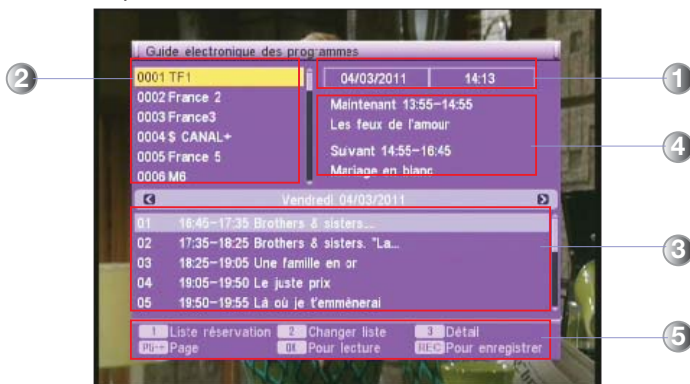 Guide électronique des programmes
0001 TF1
0002 France 2
0003 France3
0004 $ CANAL+
0005 France 5
0006 M6
04/03/2011 14:13
Maintenant 13:55-14:55
Les feux de l'amour
Suivant 14:55-16:45
Mariage en blanc
Vendredi 04/03/2011
01 16:45-17:35 Brothers & sisters...
02 17:35-18:25 Brothers & sisters. "La...
03 18:25-19:05 Une famille en or
04 19:05-19:50 Le juste prix
05 19:50-19:55 Là où je t'emmènerai
1 Liste réservation 2 Changer liste 3 Détail
PG+- Page OK Pour lecture REC Pour enregistrer
2
1
4
3
5